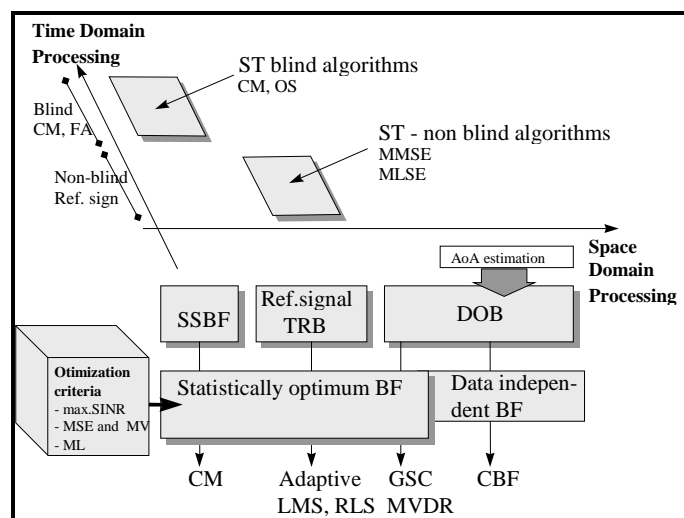 Time Domain
Processing
ST blind algorithms
CM, OS
Blind
CM, FA
ST - non blind algorithms
MMSE
MLSE
Non-blind
Ref. sign
Space
Domain
Processing
AoA estimation
SSBF
Ref.signal
TRB
DOB
Otimization
criteria
- max.SINR
- MSE and MV
- ML
Statistically optimum BF
Data indepen-
dent BF
CM
Adaptive
LMS, RLS
GSC
MVDR
CBF